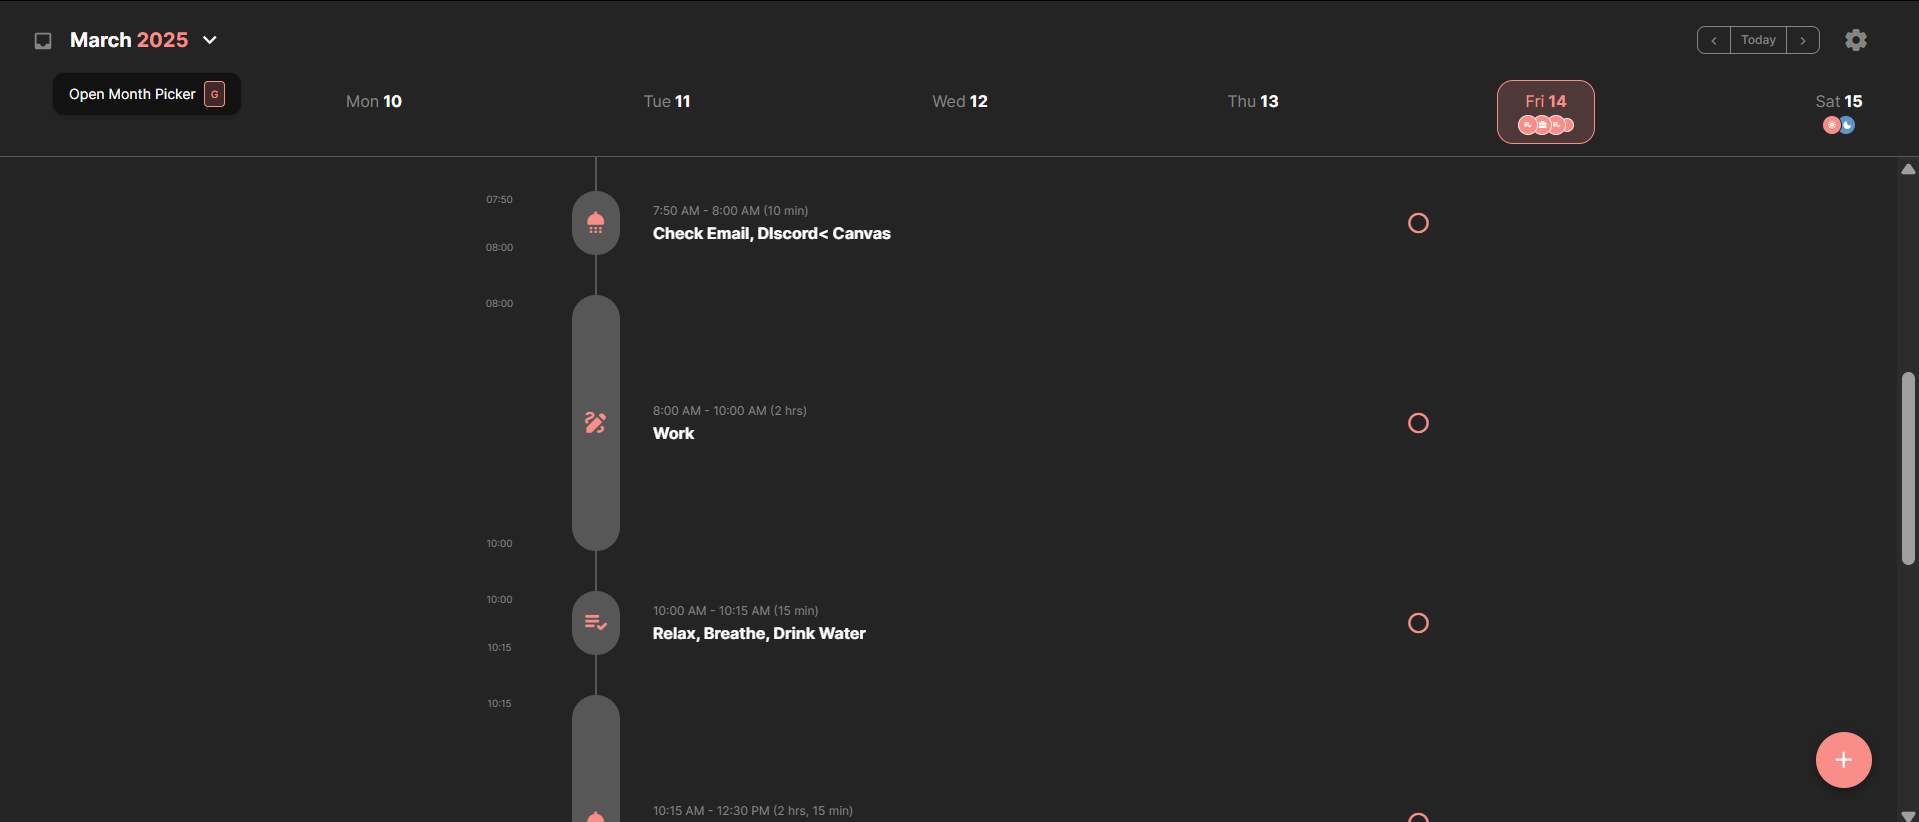 March 2025
Today
Open Month Picker G
Mon 10
Tue 11
Wed 12
Thu 13
Fri 14
Sat 15
07:50
7:50 AM - 8:00 AM (10 min)
Check Email, DIscord< Canvas
08:00
08:00
8:00 AM - 10:00 AM (2 hrs)
Work
10:00
10:00
10:00 AM - 10:15 AM (15 min)
Relax, Breathe, Drink Water
10:15
10:15
10:15 AM - 12:30 PM (2 hrs, 15 min)